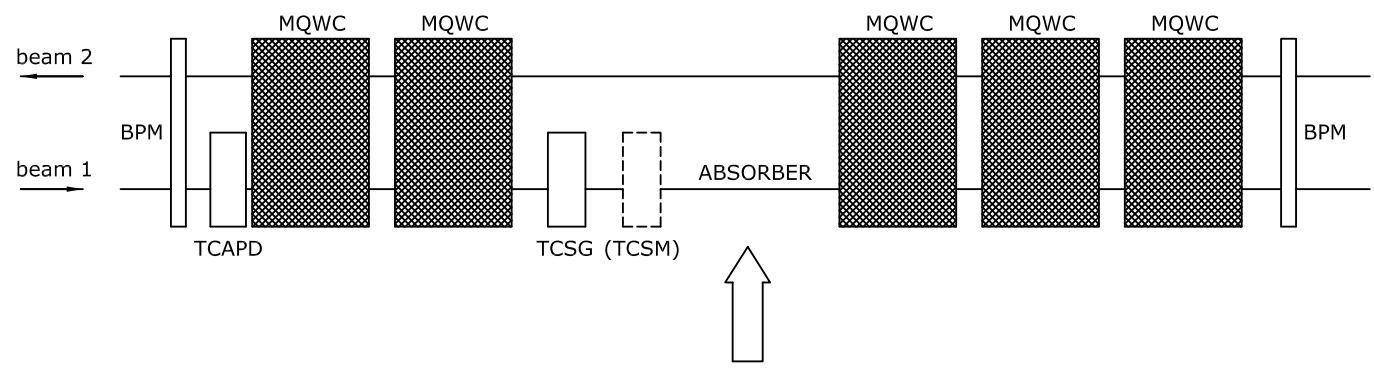 MQWC MQWC MQWC MQWC MQWC
beam 2
BPM BPM
beam 1
ABSORBER
TCAPD TCSG (TCSM)